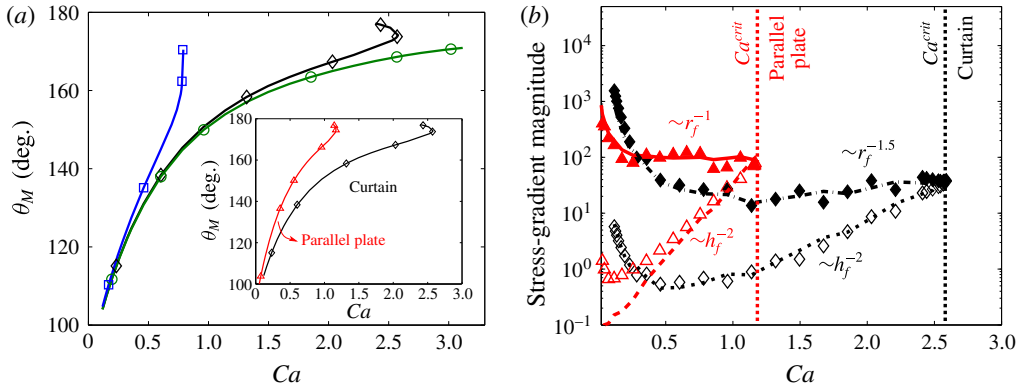 (a)
180
160
140
120
100
θM (deg.)
0
0.5
1.0
1.5
2.0
2.5
3.0
Ca
180
160
140
120
100
θM (deg.)
0
0.5
1.0
1.5
2.0
2.5
3.0
Ca
Curtain
Parallel plate
(b)
Stress-gradient magnitude
10^4
10^3
10^2
10^1
10^0
10^-1
0.5
1.0
1.5
2.0
2.5
3.0
Ca
Ca^crit
Parallel
plate
Ca^crit
Curtain
~r_f^-1
~r_f^-1.5
~h_f^-2
~h_f^-2